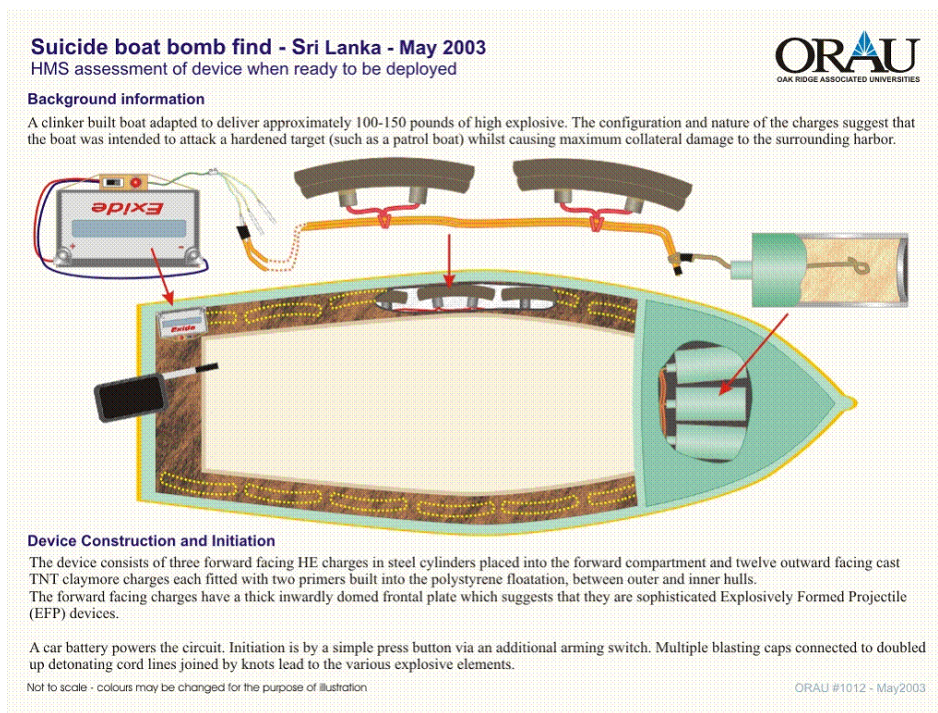 Suicide boat bomb find - Sri Lanka - May 2003
HMS assessment of device when ready to be deployed
ORAU
OAK RIDGE ASSOCIATED UNIVERSITIES
Background information
A clinker built boat adapted to deliver approximately 100-150 pounds of high explosive. The configuration and nature of the charges suggest that
the boat was intended to attack a hardened target (such as a patrol boat) whilst causing maximum collateral damage to the surrounding harbor.
Exide
+ -
Exide
Device Construction and Initiation
The device consists of three forward facing HE charges in steel cylinders placed into the forward compartment and twelve outward facing cast
TNT claymore charges each fitted with two primers built into the polystyrene floatation, between outer and inner hulls.
The forward facing charges have a thick inwardly domed frontal plate which suggests that they are sophisticated Explosively Formed Projectile
(EFP) devices.
A car battery powers the circuit. Initiation is by a simple press button via an additional arming switch. Multiple blasting caps connected to doubled
up detonating cord lines joined by knots lead to the various explosive elements.
Not to scale - colours may be changed for the purpose of illustration
ORAU #1012 - May2003